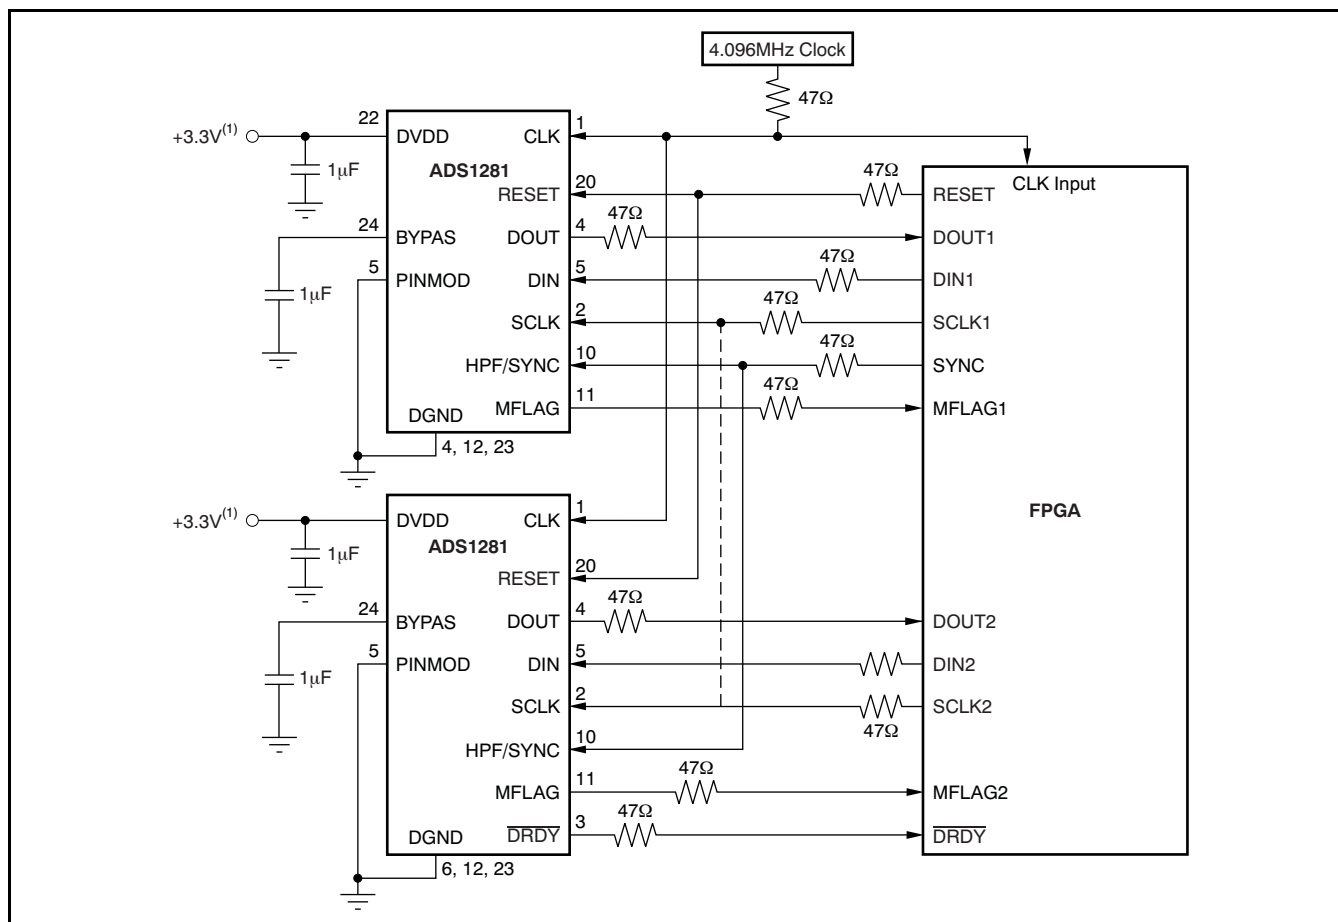 4.096MHz Clock
47Ω
+3.3V(1)
22
DVDD
CLK
1
1μF
ADS1281
CLK Input
RESET
20
47Ω
RESET
24
BYPAS
DOUT
4
47Ω
DOUT1
5
PINMOD
DIN
5
47Ω
DIN1
1μF
SCLK
2
47Ω
SCLK1
HPF/SYNC
10
47Ω
SYNC
MFLAG
11
47Ω
MFLAG1
DGND
4, 12, 23
FPGA
+3.3V(1)
DVDD
CLK
1
1μF
ADS1281
RESET
20
24
BYPAS
DOUT
4
47Ω
DOUT2
5
PINMOD
DIN
5
DIN2
1μF
SCLK
2
47Ω
SCLK2
HPF/SYNC
10
MFLAG
11
47Ω
MFLAG2
DGND
6, 12, 23
DRDY
3
47Ω
DRDY